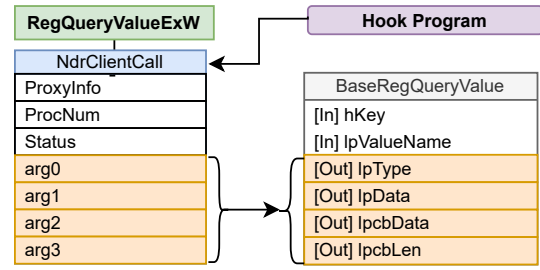 RegQueryValueExW
Hook Program
NdrClientCall
ProxyInfo
ProcNum
Status
arg0
arg1
arg2
arg3
BaseRegQueryValue
[In] hKey
[In] lpValueName
[Out] lpType
[Out] lpData
[Out] lpcbData
[Out] lpcbLen